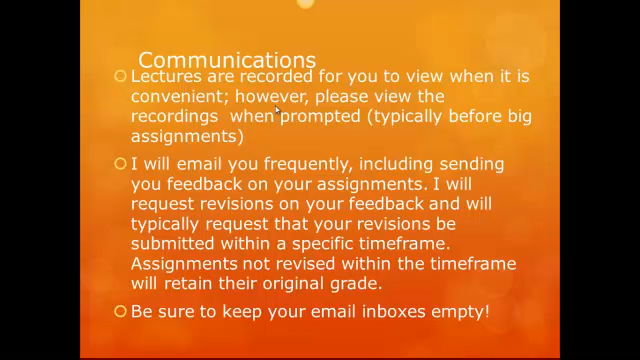 Communications
Lectures are recorded for you to view when it is
convenient; however, please view the
recordings  when prompted (typically before big
assignments)
I will email you frequently, including sending
you feedback on your assignments. I will
request revisions on your feedback and will
typically request that your revisions be
submitted within a specific timeframe.
Assignments not revised within the timeframe
will retain their original grade.
Be sure to keep your email inboxes empty!